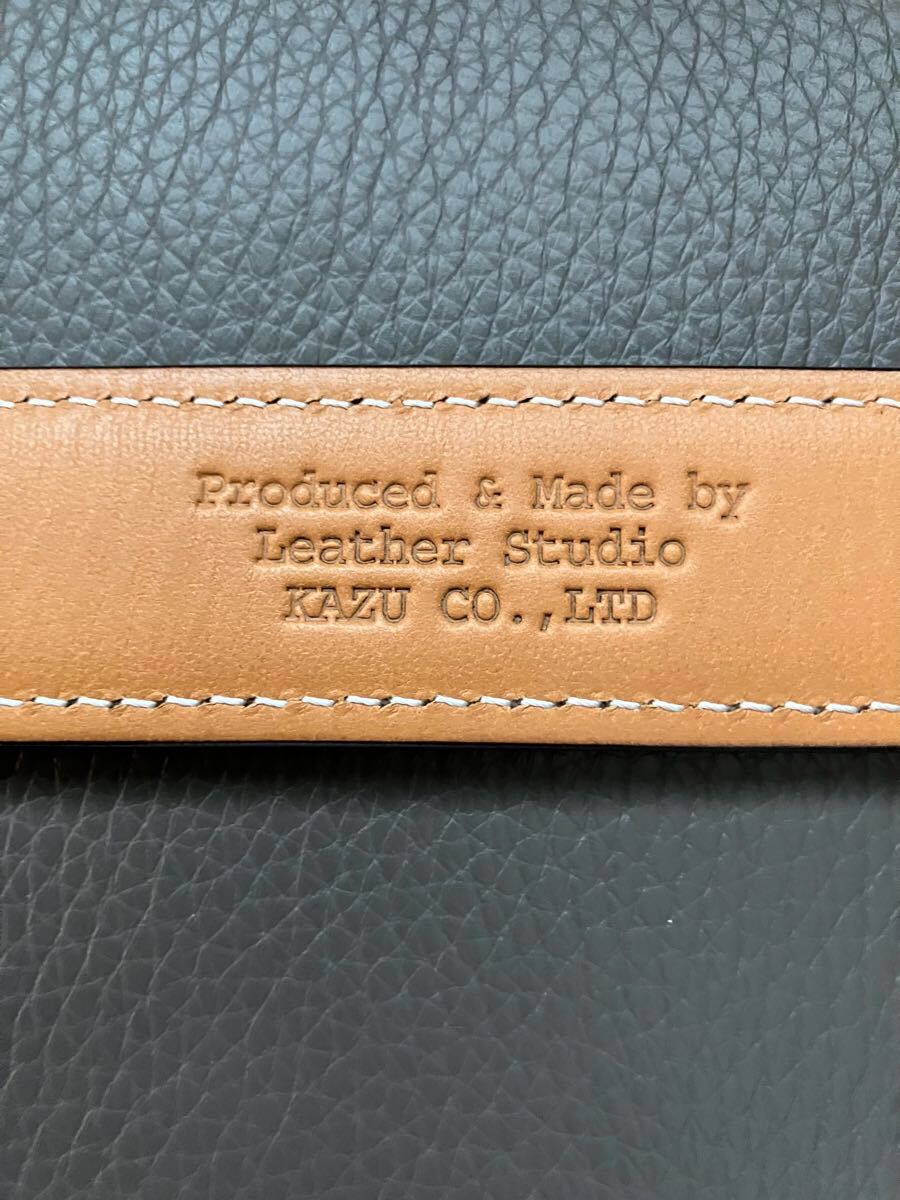 Produced & Made by
Leather Studio
KAZU CO.,LTD